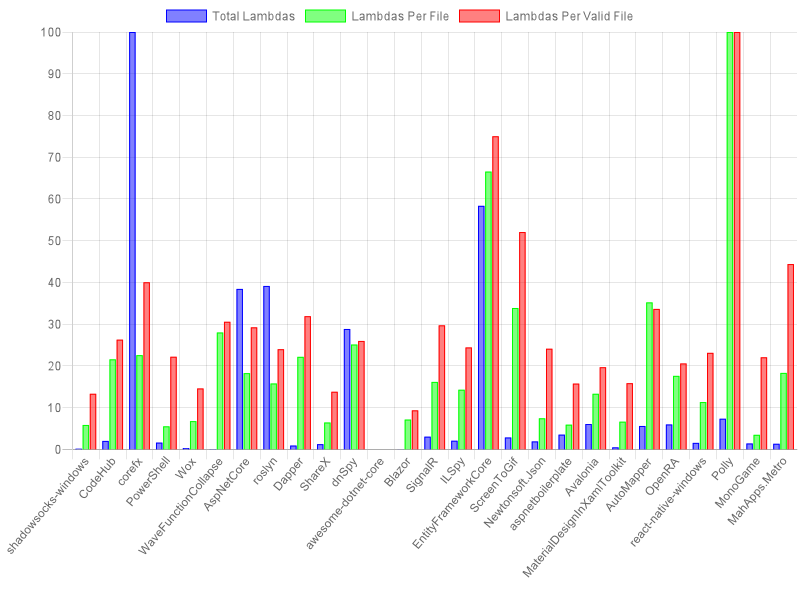 Total Lambdas Lambdas Per File Lambdas Per Valid File
100
90
80
70
60
50
40
30
20
10
0
shadowsocks-windows
CodeHub
corefx
PowerShell
Wox
WaveFunctionCollapse
AspNetCore
roslyn
Dapper
ShareX
dnSpy
awesome-dotnet-core
Blazor
SignalR
ILSpy
EntityFrameworkCore
ScreenToGif
Newtonsoft.Json
aspnetboilerplate
Avalonia
MaterialDesignInXamlToolkit
AutoMapper
OpenRA
react-native-windows
Polly
MonoGame
MahApps.Metro